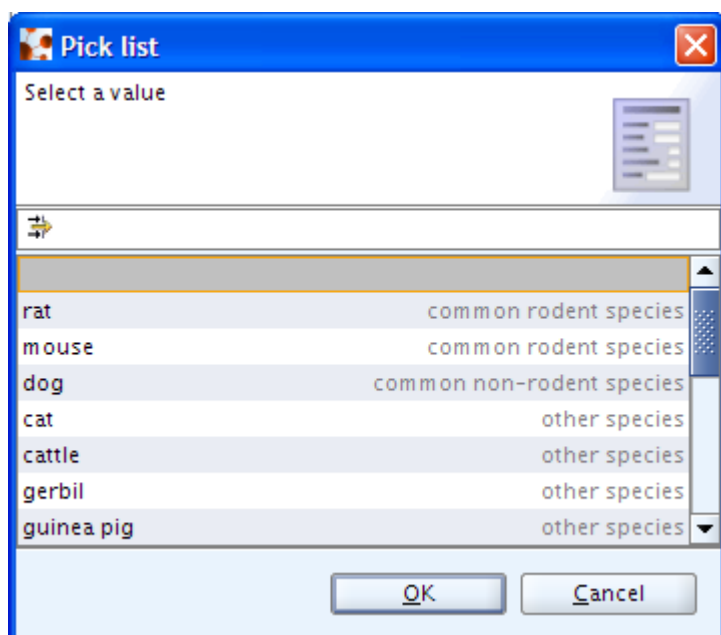 Pick list
Select a value
rat common rodent species
mouse common rodent species
dog common non-rodent species
cat other species
cattle other species
gerbil other species
guinea pig other species
OK Cancel